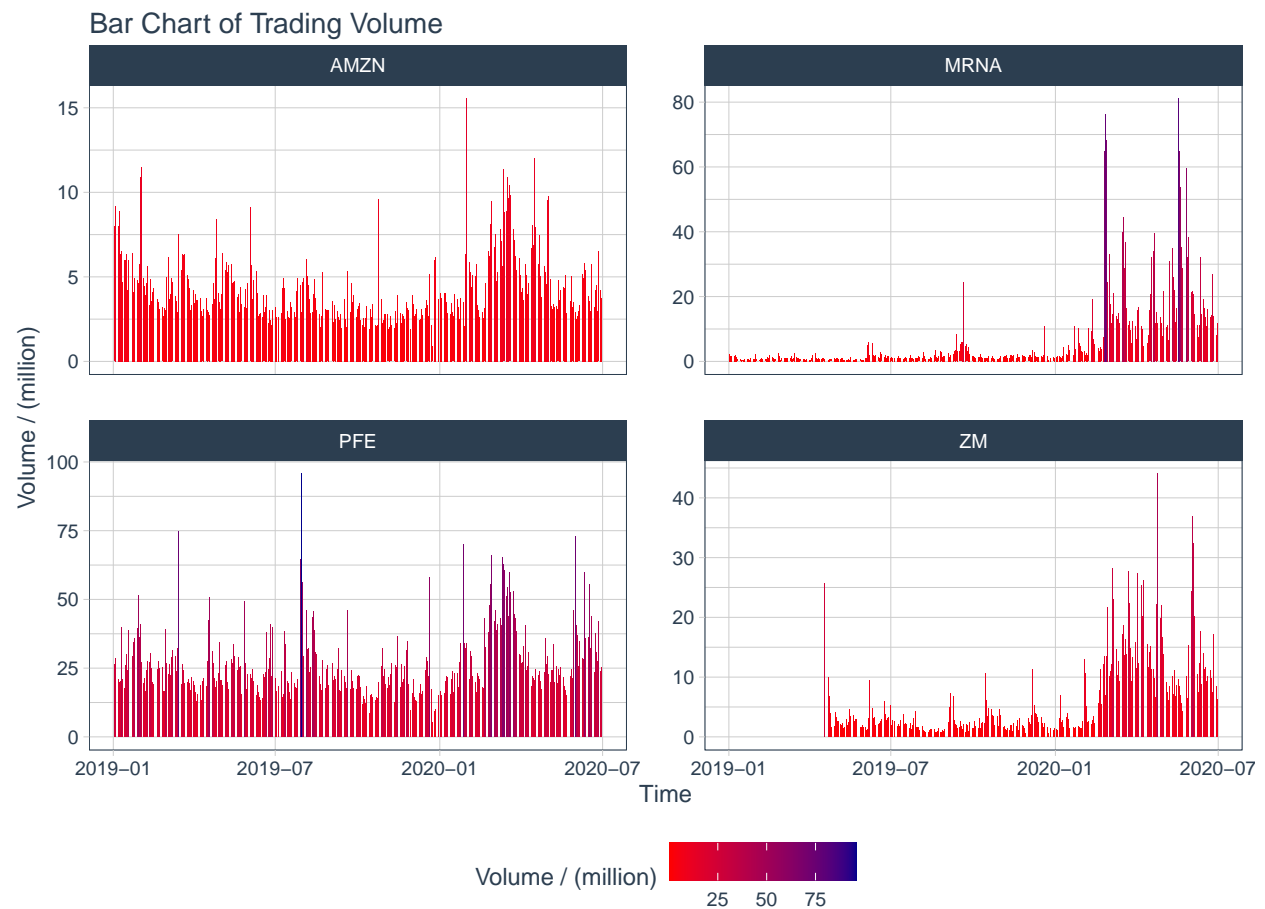 Bar Chart of Trading Volume
AMZN
MRNA
15
10
5
0
80
60
40
20
0
Volume / (million)
PFE
ZM
100
75
50
25
0
40
30
20
10
0
2019–01 2019–07 2020–01 2020–07
2019–01 2019–07 2020–01 2020–07
Time
Volume / (million)
25 50 75